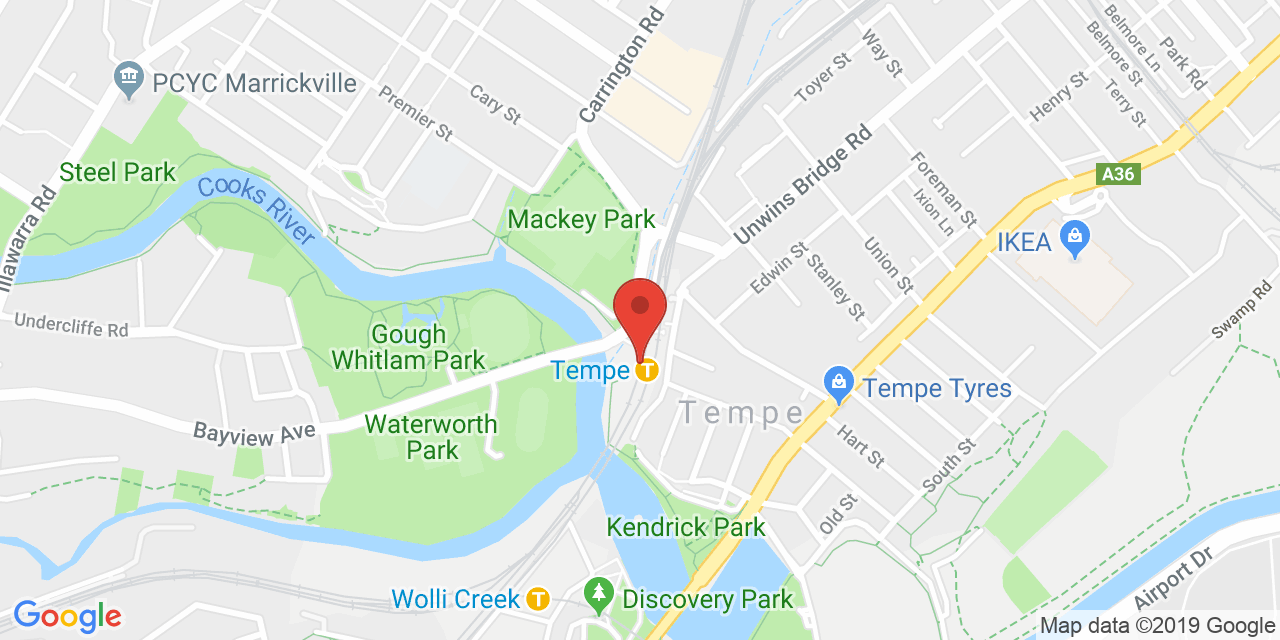 Belmore Ln
Park Rd
Belmore St
Way St
Carrington Rd
Toyer St
PCYC Marrickville
Henry St
Terry St
Cary St
Premier St
Unwins Bridge Rd
Steel Park
A36
Foreman St
Cooks River
Ixion Ln
Illawarra Rd
Mackey Park
IKEA
Edwin St
Union St
Stanley St
Swamp Rd
Undercliffe Rd
Gough
Whitlam Park
Tempe
T
Tempe Tyres
Tempe
Waterworth
Park
Bayview Ave
Hart St
South St
Old St
Kendrick Park
Airport Dr
Wolli Creek
T
Discovery Park
Google
Map data ©2019 Google